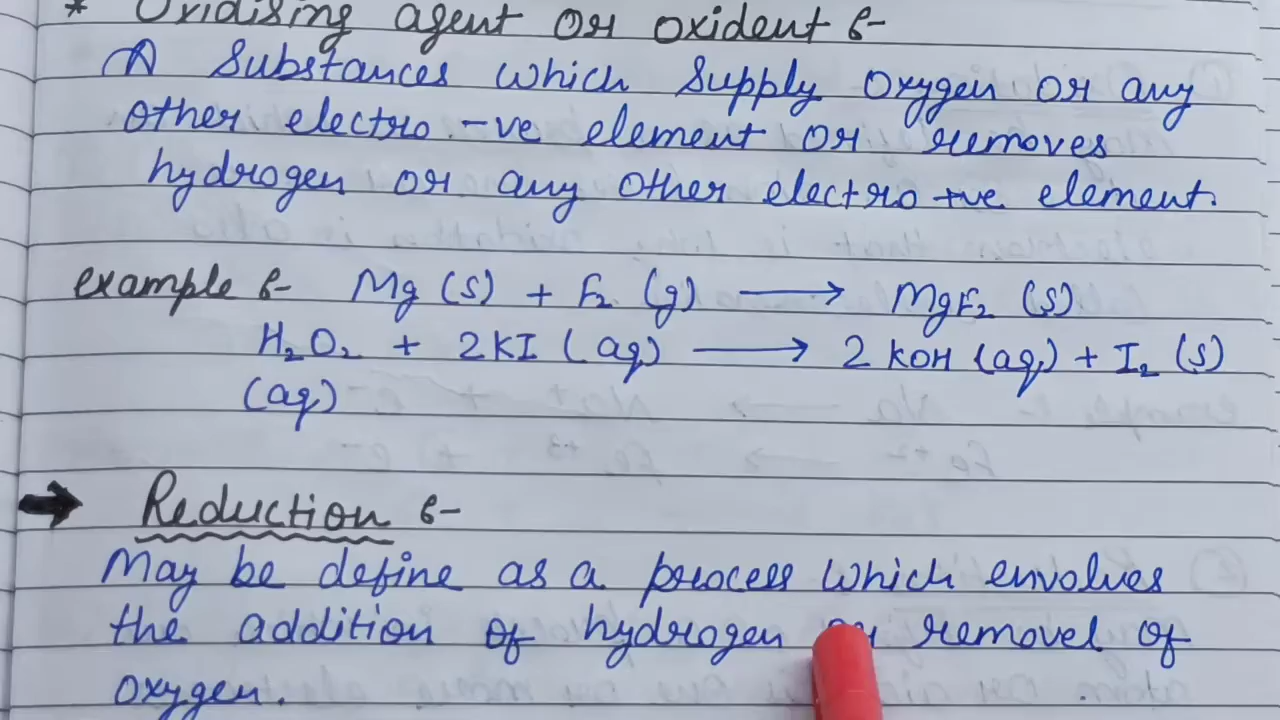 * Oxidising agent or oxident :-
A Substances which supply oxygen or any
other electro -ve element or removes
hydrogen or any other electro +ve element.
example :- Mg (s) + F₂ (g) ⟶ MgF₂ (s)
H₂O₂ + 2KI (aq) ⟶ 2 KOH (aq) + I₂ (s)
(aq)
➡ Reduction :-
May be define as a process which envolves
the addition of hydrogen or removel of
oxygen.